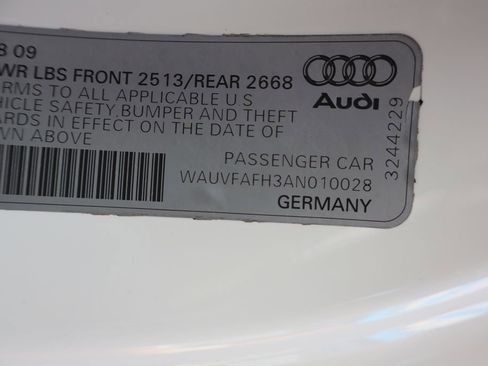 8 09
WR LBS FRONT 2513/REAR 2668
RMS TO ALL APPLICABLE U S
HICLE SAFETY, BUMPER AND THEFT
ARDS IN EFFECT ON THE DATE OF
WN ABOVE
Audi
PASSENGER CAR
WAUVFAFH3AN010028
GERMANY
3244229